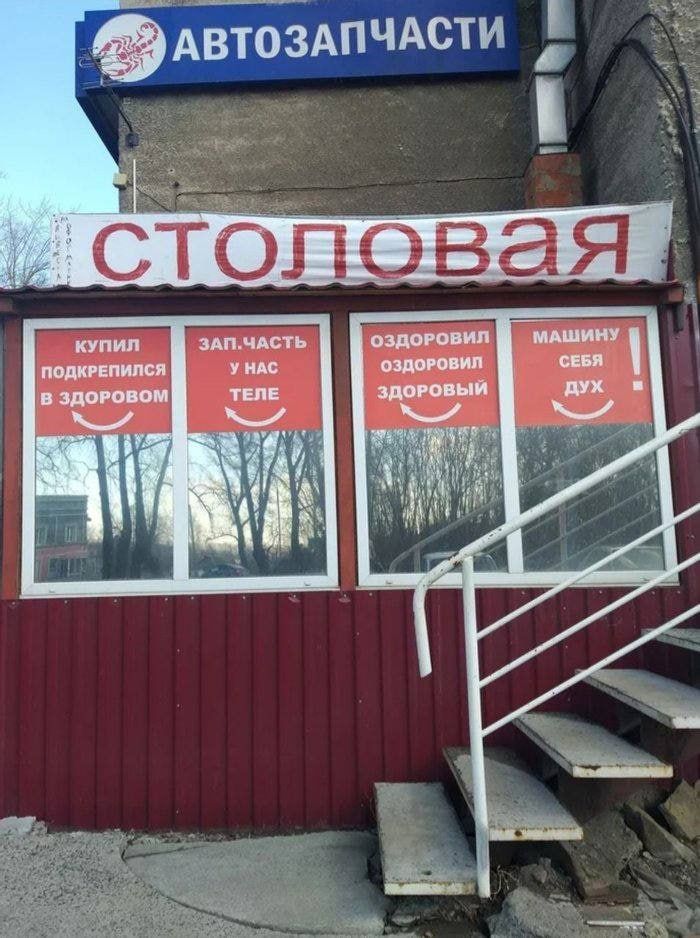 АВТОЗАПЧАСТИ
СТОЛОВАЯ
КУПИЛ ЗАП.ЧАСТЬ ОЗДОРОВИЛ МАШИНУ
ПОДКРЕПИЛСЯ У НАС ОЗДОРОВИЛ СЕБЯ
В ЗДОРОВОМ ТЕЛЕ ЗДОРОВЫЙ ДУХ !